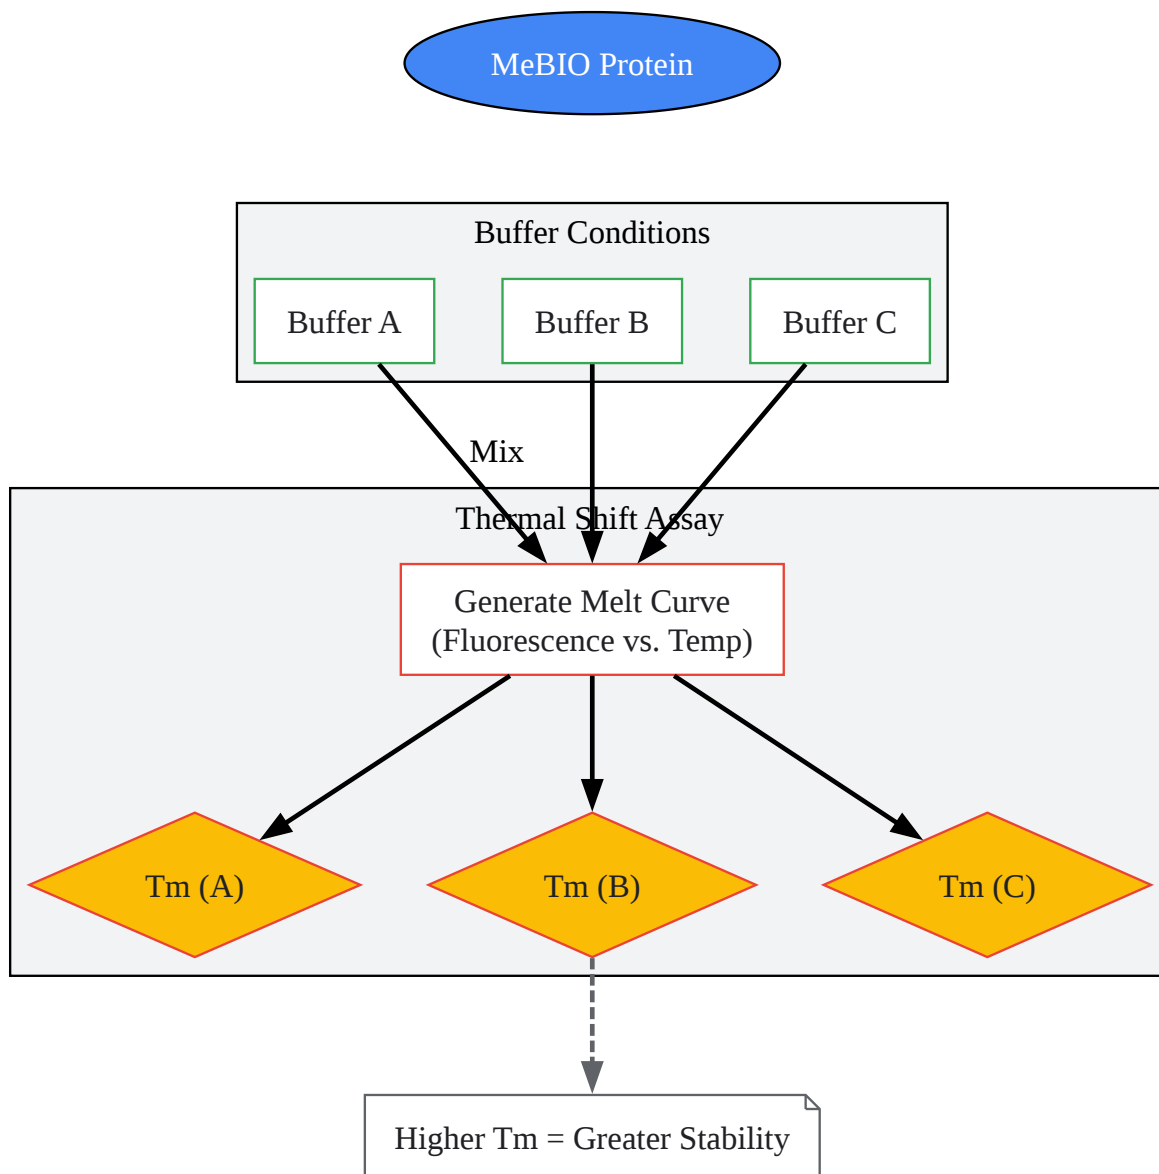 MeBIO Protein
Buffer Conditions
Buffer A
Buffer B
Buffer C
Mix
Thermal Shift Assay
Generate Melt Curve
(Fluorescence vs. Temp)
Tm (A)
Tm (B)
Tm (C)
Higher Tm = Greater Stability